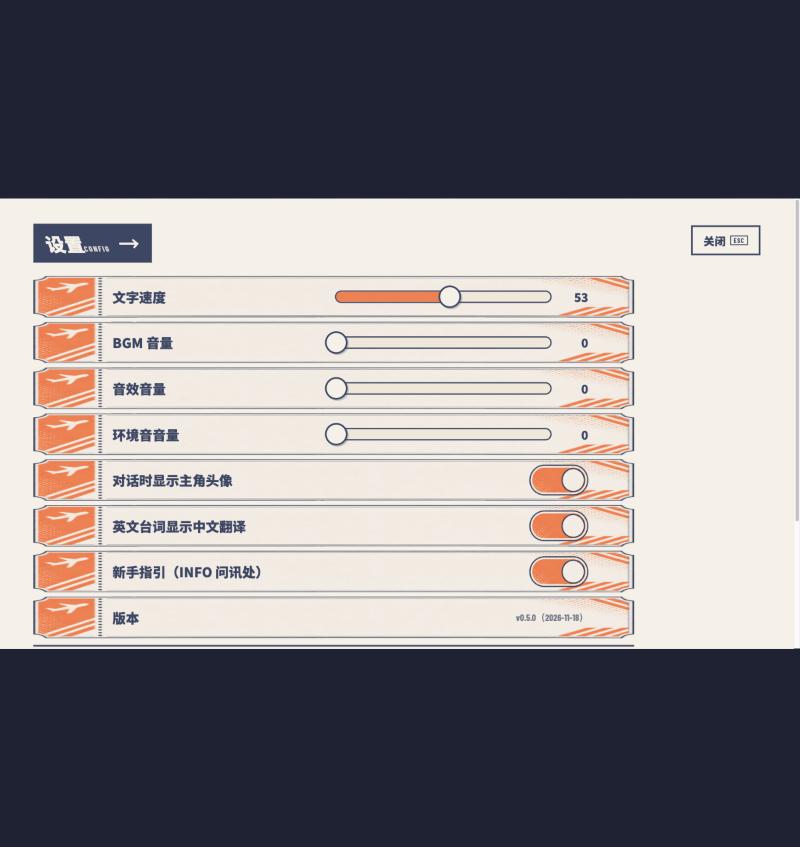 设置CONFIG →
关闭 ESC
文字速度 53
BGM 音量 0
音效音量 0
环境音音量 0
对话时显示主角头像
英文台词显示中文翻译
新手指引（INFO 问讯处）
版本 v0.5.0（2026-11-18）